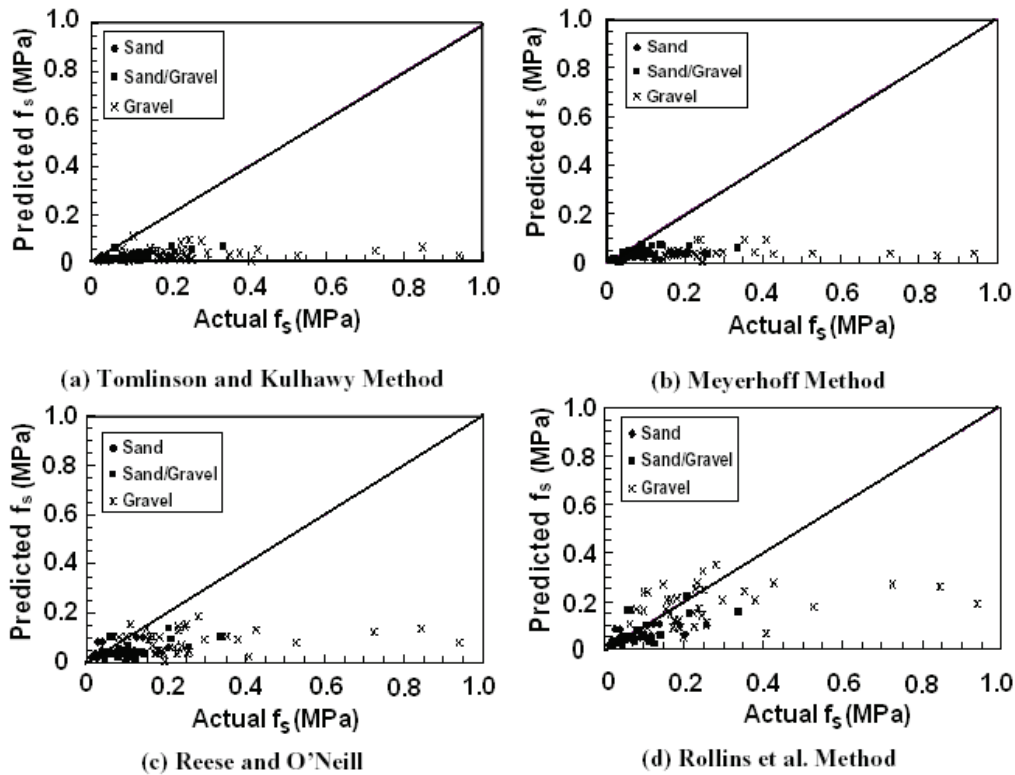 1.0
0.8
0.6
0.4
0.2
0
Predicted f s (MPa)
Sand
Sand/Gravel
Gravel
0 0.2 0.4 0.6 0.8 1.0
Actual fS (MPa)
(a) Tomlinson and Kulhawy Method
1.0
0.8
0.6
0.4
0.2
0
Predicted f s (MPa)
Sand
Sand/Gravel
Gravel
0 0.2 0.4 0.6 0.8 1.0
Actual fS (MPa)
(b) Meyerhoff Method
1.0
0.8
0.6
0.4
0.2
0
Predicted f s (MPa)
Sand
Sand/Gravel
Gravel
0 0.2 0.4 0.6 0.8 1.0
Actual fS (MPa)
(c) Reese and O'Neill
1.0
0.8
0.6
0.4
0.2
0
Predicted f s (MPa)
Sand
Sand/Gravel
Gravel
0 0.2 0.4 0.6 0.8 1.0
Actual fS (MPa)
(d) Rollins et al. Method